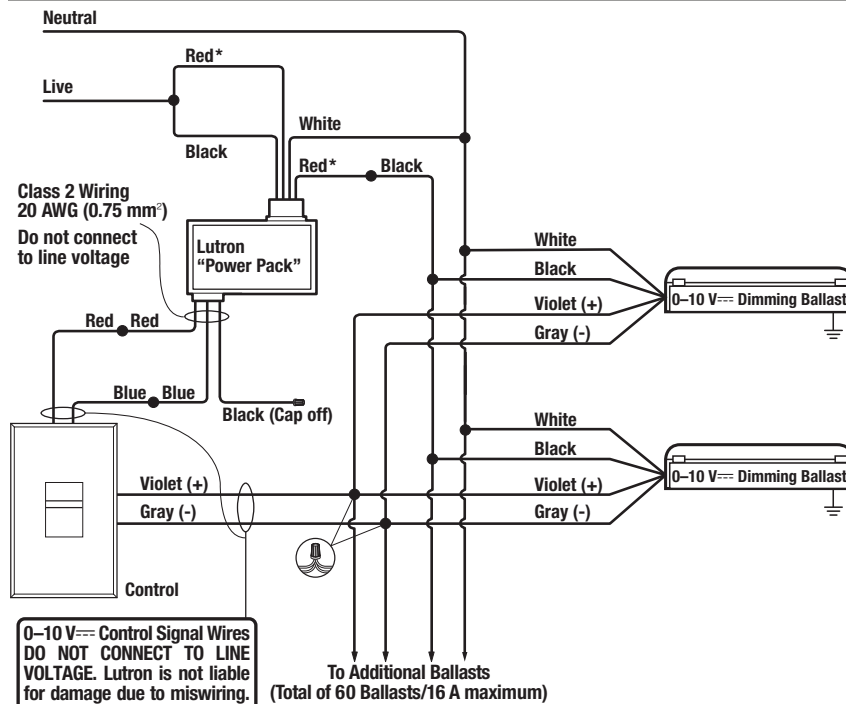 Neutral
Red*
Live
White
Black
Red* Black
Class 2 Wiring
20 AWG (0.75 mm²)
Do not connect
to line voltage
Lutron
“Power Pack”
White
Black
Violet (+)
Gray (-)
0–10 V⎓ Dimming Ballast
Red Red
Blue Blue
Black (Cap off)
White
Black
Violet (+)
Gray (-)
0–10 V⎓ Dimming Ballast
Violet (+)
Gray (-)
Control
0–10 V⎓ Control Signal Wires
DO NOT CONNECT TO LINE
VOLTAGE. Lutron is not liable
for damage due to miswiring.
To Additional Ballasts
(Total of 60 Ballasts/16 A maximum)